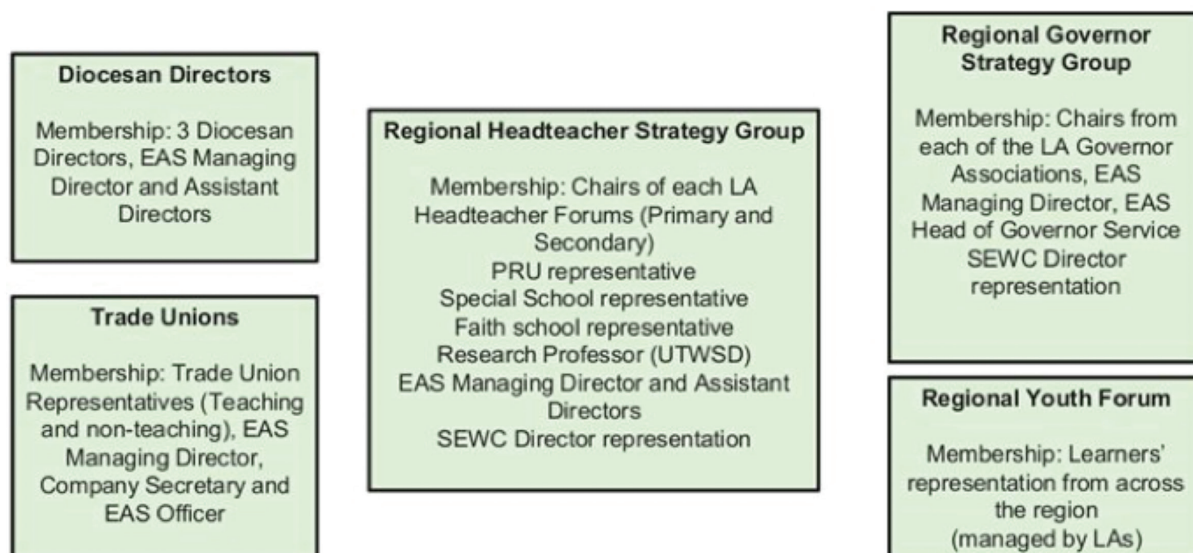 Diocesan Directors
Membership: 3 Diocesan
Directors, EAS Managing
Director and Assistant
Directors
Trade Unions
Membership: Trade Union
Representatives (Teaching
and non-teaching), EAS
Managing Director,
Company Secretary and
EAS Officer
Regional Headteacher Strategy Group
Membership: Chairs of each LA
Headteacher Forums (Primary and
Secondary)
PRU representative
Special School representative
Faith school representative
Research Professor (UTWSD)
EAS Managing Director and Assistant
Directors
SEWC Director representation
Regional Governor
Strategy Group
Membership: Chairs from
each of the LA Governor
Associations, EAS
Managing Director, EAS
Head of Governor Service
SEWC Director
representation
Regional Youth Forum
Membership: Learners'
representation from across
the region
(managed by LAs)